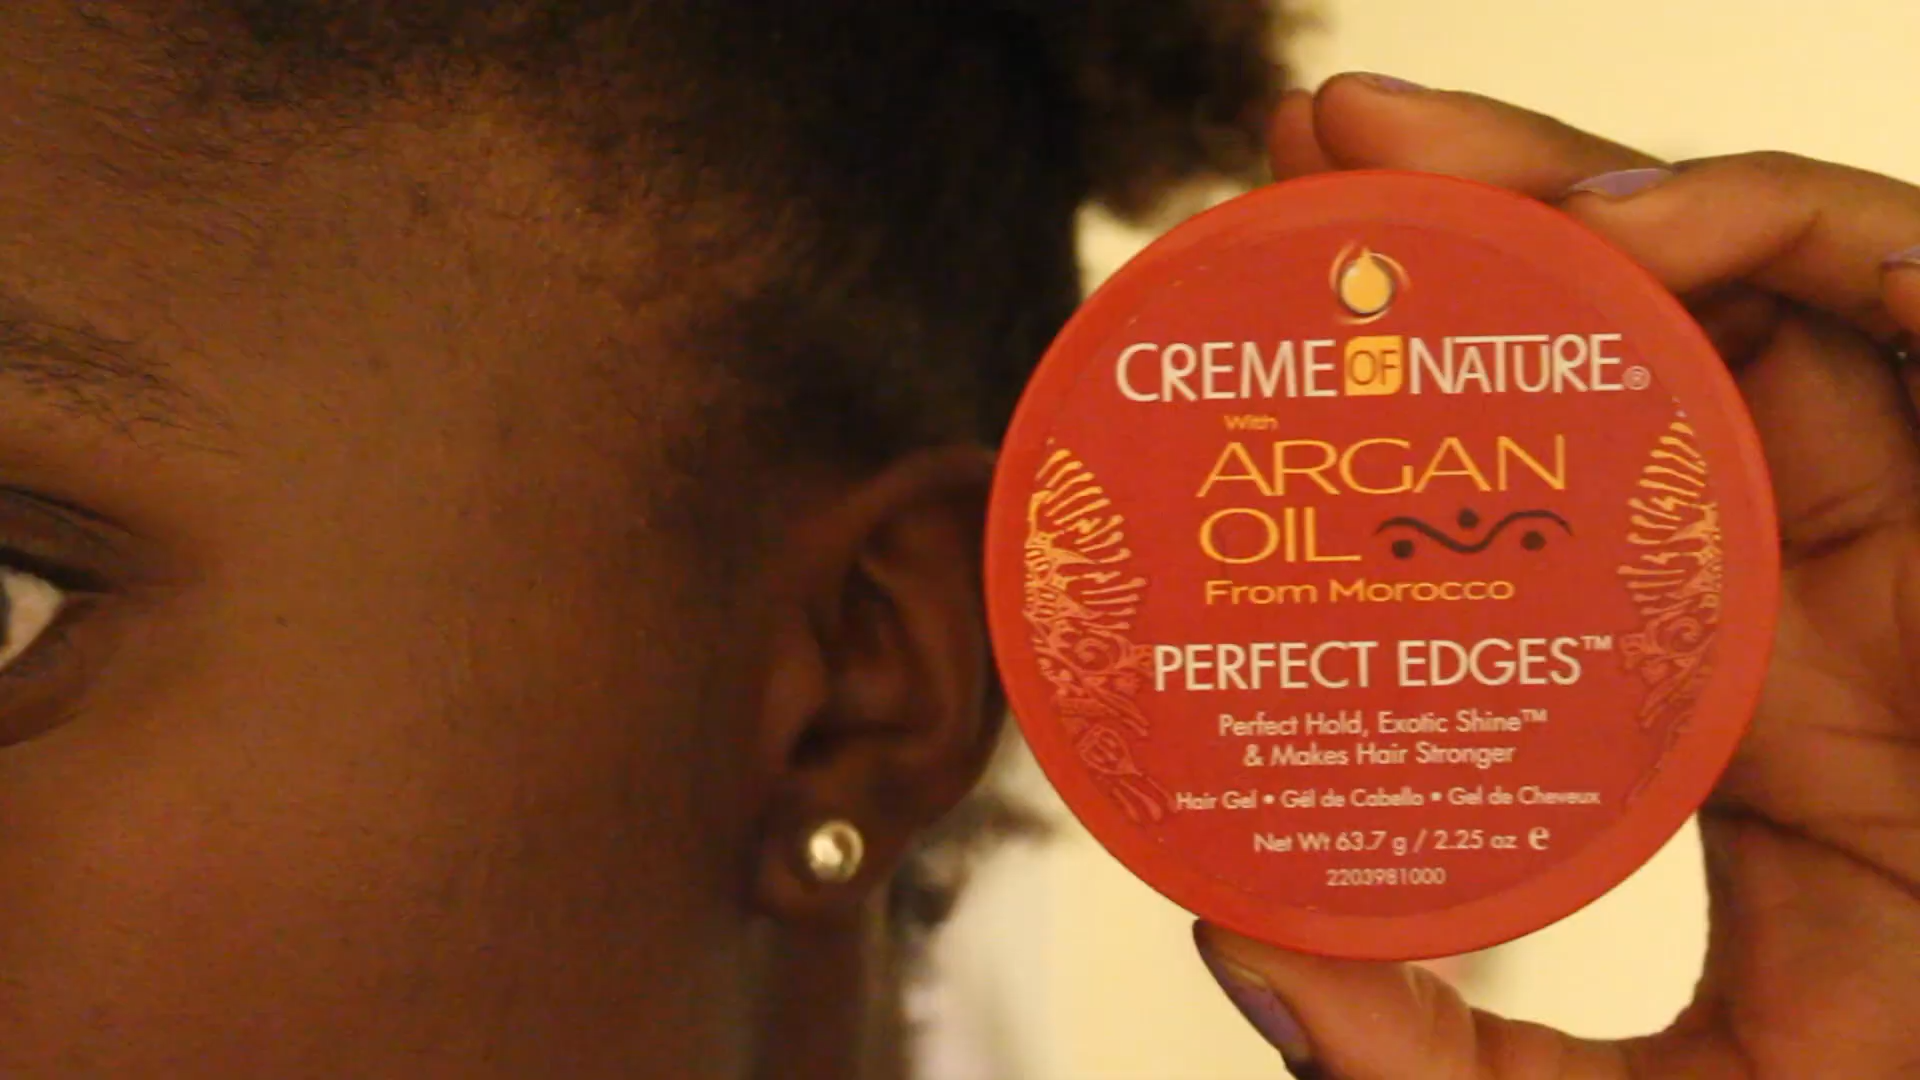 CREME OF NATURE®
With
ARGAN
OIL
From Morocco
PERFECT EDGES™
Perfect Hold, Exotic Shine™
& Makes Hair Stronger
Hair Gel • Gél de Cabello • Gel de Cheveux
Net Wt 63.7 g / 2.25 oz e
2203981000